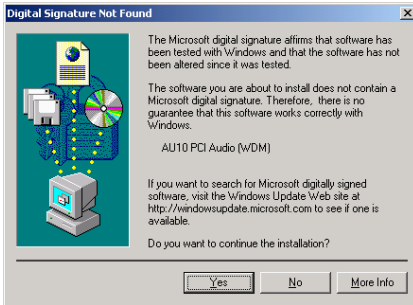 Digital Signature Not Found
The Microsoft digital signature affirms that software has
been tested with Windows and that the software has not
been altered since it was tested.
The software you are about to install does not contain a
Microsoft digital signature. Therefore, there is no
guarantee that this software works correctly with
Windows.
AU10 PCI Audio (WDM)
If you want to search for Microsoft digitally signed
software, visit the Windows Update Web site at
http://windowsupdate.microsoft.com to see if one is
available.
Do you want to continue the installation?
Yes
No
More Info